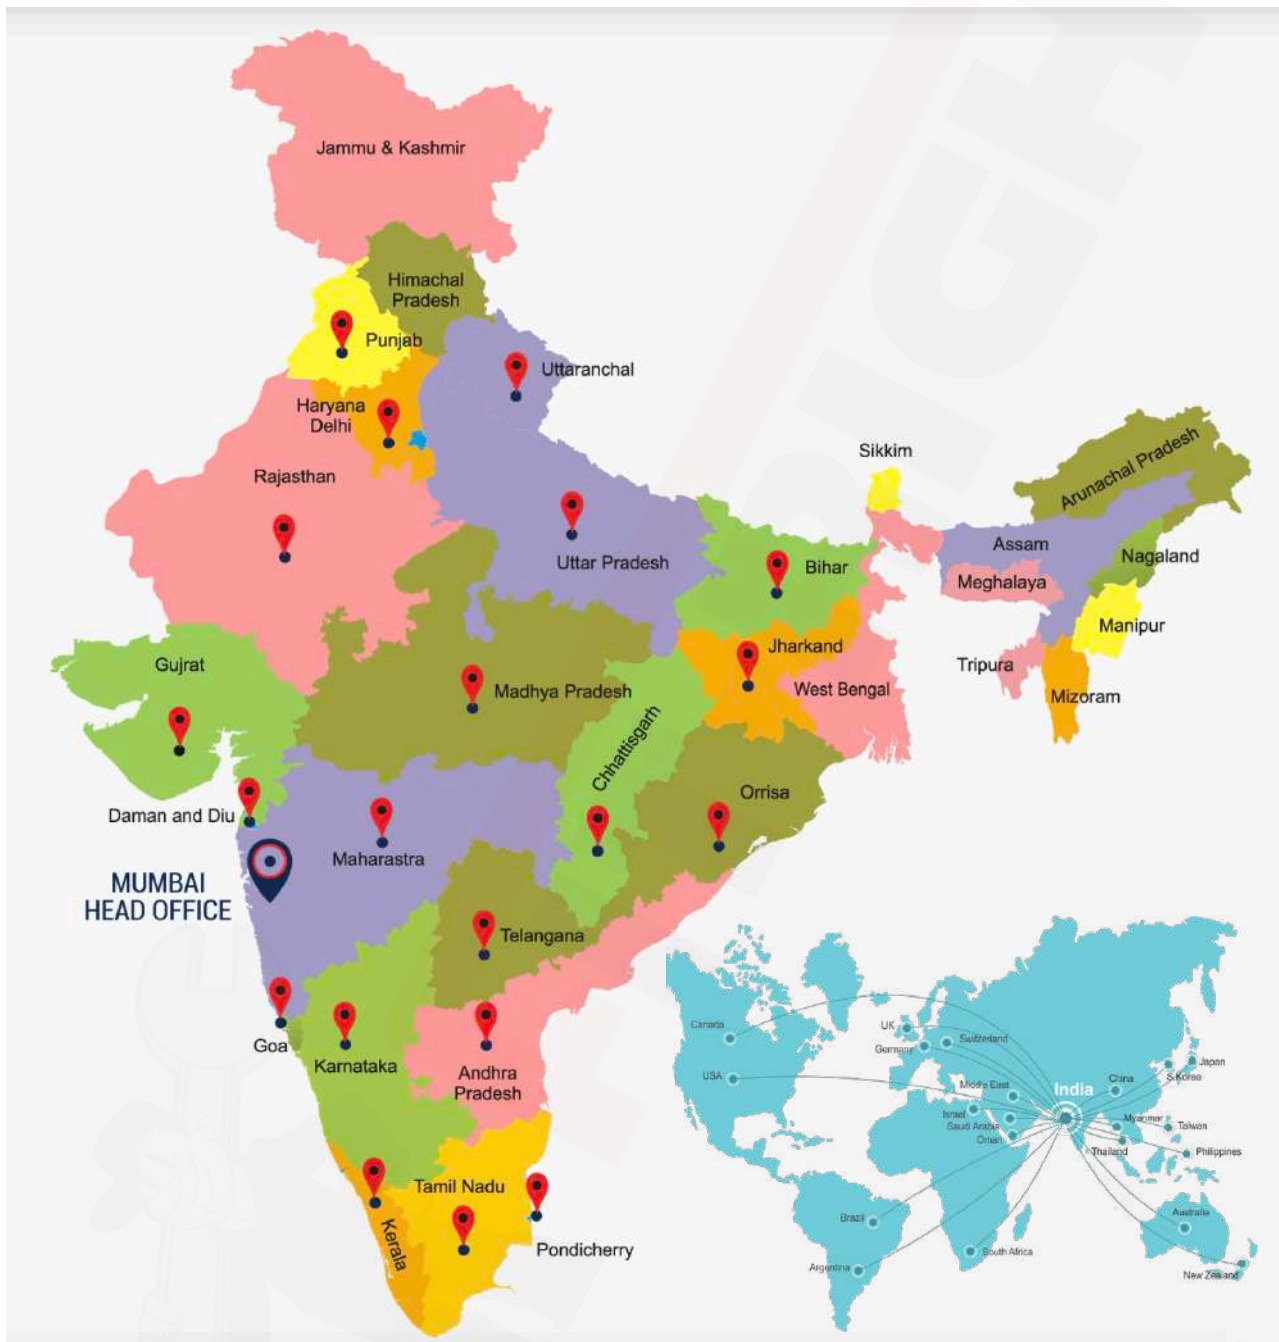 Jammu & Kashmir
Himachal
Pradesh
Punjab
Uttaranchal
Haryana
Delhi
Rajasthan
Uttar Pradesh
Bihar
Sikkim
Arunachal Pradesh
Assam
Nagaland
Meghalaya
Manipur
Tripura
Mizoram
Jharkand
West Bengal
Gujrat
Madhya Pradesh
Chhattisgarh
Orrisa
Daman and Diu
Maharastra
MUMBAI
HEAD OFFICE
Telangana
Goa
Karnataka
Andhra
Pradesh
Tamil Nadu
Kerala
Pondicherry
Canada
USA
UK
Germany
Switzerland
Middle East
Israel
Saudi Arabia
Oman
India
China
Japan
S.Korea
Myanmar
Taiwan
Thailand
Philippines
Brazil
Argentina
South Africa
Australia
New Zealand